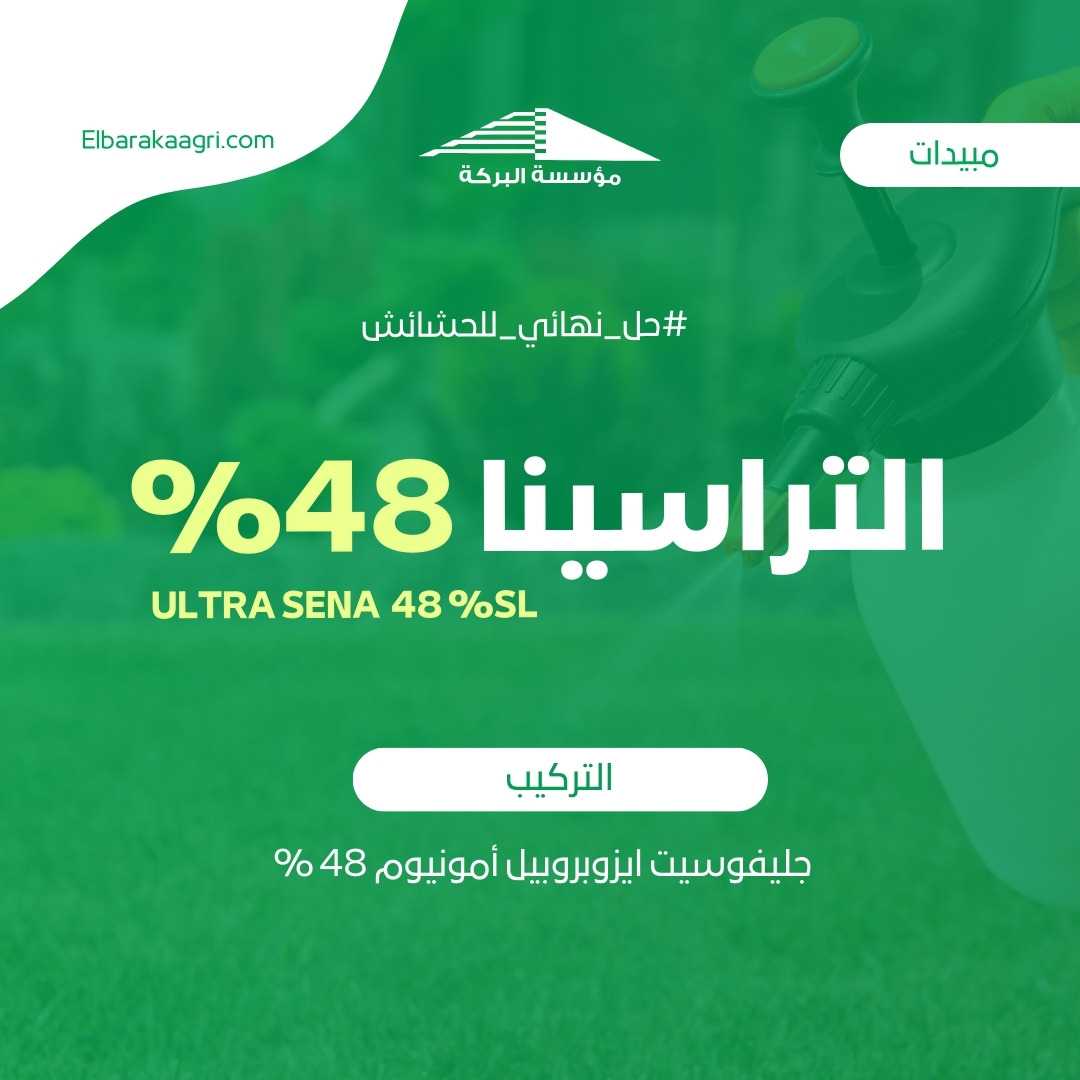 Elbarakaagri.com
مؤسسة البركة
مبيدات
#حل_نهائي_للحشائش
التراسينا 48%
ULTRA SENA 48 %SL
التركيب
جليفوسيت ايزوبروبيل أمونيوم 48 %